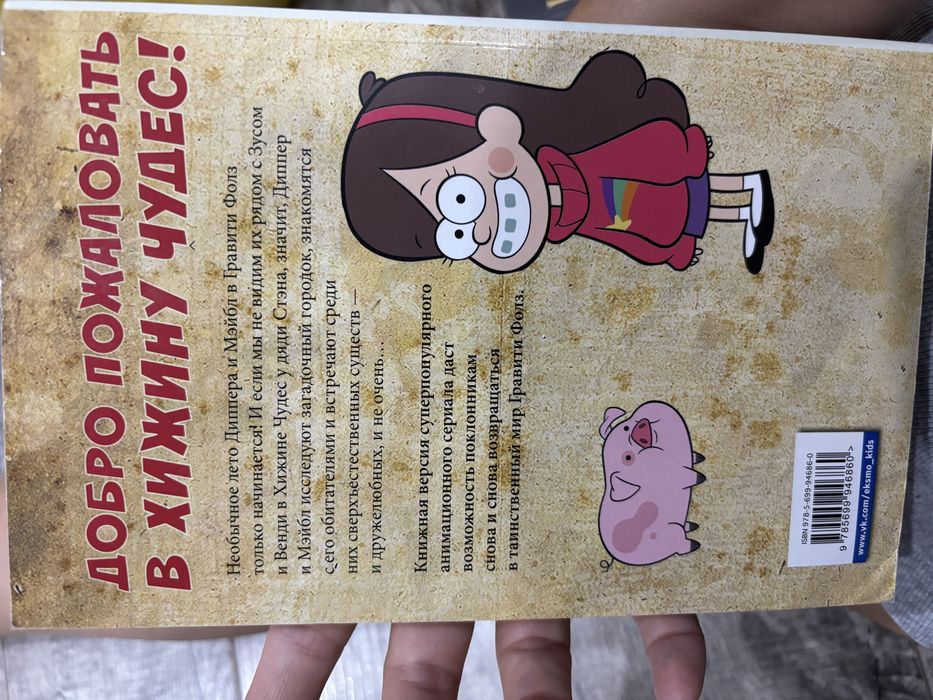 ДОБРО ПОЖАЛОВАТЬ
В ХИЖИНУ ЧУДЕС!
Необычное лето Диппера и Мэйбл в Гравити Фолз
только начинается! И если мы не видим их рядом с Зусом
и Венди в Хижине Чудес у дяди Стэна, значит, Диппер
и Мэйбл исследуют загадочный городок, знакомятся
с его обитателями и встречают среди
них сверхъестественных существ —
и дружелюбных, и не очень...
Книжная версия суперпопулярного
анимационного сериала даст
возможность поклонникам
снова и снова возвращаться
в таинственный мир Гравити Фолз.
ISBN 978-5-699-94686-0
9 785699 946860 >
www.vk.com/eksmo_kids